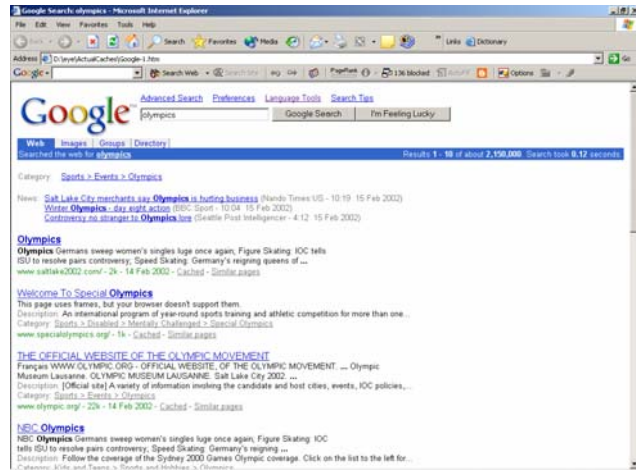 Google Search: olympics - Microsoft Internet Explorer
File Edit View Favorites Tools Help
Back Search Favorites Media Links Dictionary
Address D:\eye\ActualCaches\Google-1.htm Go
Google Search Web PageRank 136 blocked Options
Advanced Search Preferences Language Tools Search Tips
Google olympics Google Search I'm Feeling Lucky
Web Images Groups Directory
Searched the web for olympics Results 1 - 10 of about 2,150,000. Search took 0.12 seconds
Category: Sports > Events > Olympics
News: Salt Lake City merchants say Olympics is hutling business (Nando Times US - 10:19 15 Feb 2002)
Winter Olympics - day eight action (BBC Sport - 10:04 15 Feb 2002)
Controversy no stranger to Olympics lore (Seattle Post Intelligencer - 4:12 15 Feb 2002)
Olympics
Olympics Germans sweep women's singles luge once again; Figure Skating: IOC tells
ISU to resolve pairs controversy; Speed Skating: Germany's reigning queens of ...
www.saltlake2002.com/ - 2k - 14 Feb 2002 - Cached - Similar pages
Welcome To Special Olympics
This page uses frames, but your browser doesn't support them.
Description: An international program of year-round sports training and athletic competition for more than one...
Category: Sports > Disabled > Mentally Challenged > Special Olympics
www.specialolympics.org/ - 1k - Cached - Similar pages
THE OFFICIAL WEBSITE OF THE OLYMPIC MOVEMENT
Français WWW.OLYMPIC.ORG - OFFICIAL WEBSITE, OF THE OLYMPIC MOVEMENT. ... Olympic
Museum Lausanne. OLYMPIC MUSEUM LAUSANNE. Salt Lake City 2002. ...
Description: [Official site] A variety of information involving the candidate and host cities, events, IOC policies,...
Category: Sports > Events > Olympics
www.olympic.org/ - 22k - 14 Feb 2002 - Cached - Similar pages
NBC Olympics
NBC Olympics Germans sweep women's singles luge once again; Figure Skating: IOC
tells ISU to resolve pairs controversy; Speed Skating: Germany's reigning ...
Description: Follow the coverage of the Sydney 2000 Games Olympic coverage. Click on the list to the left for...
Category: Kids and Teens > Sports and Hobbies > Olympics